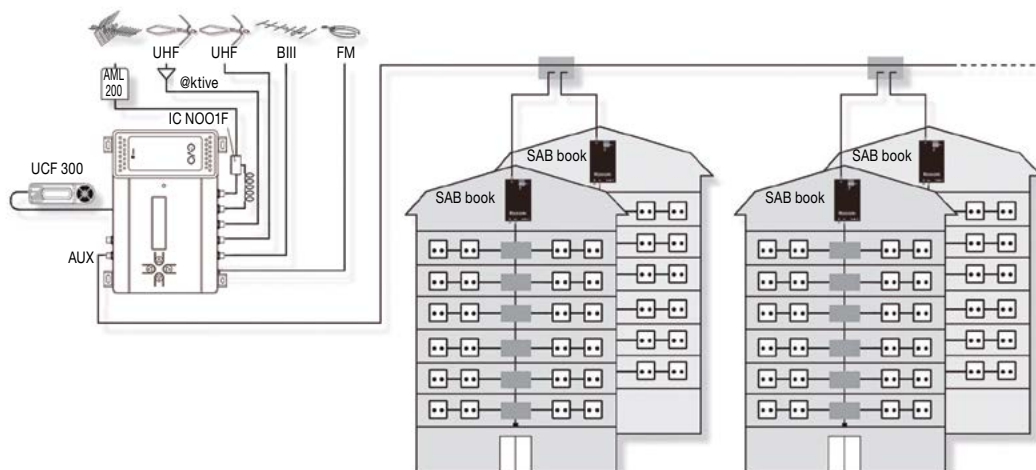 UHF
UHF
BIII
FM
AML
200
@ktive
IC NOO1F
UCF 300
AUX
SAB book
SAB book
SAB book
SAB book